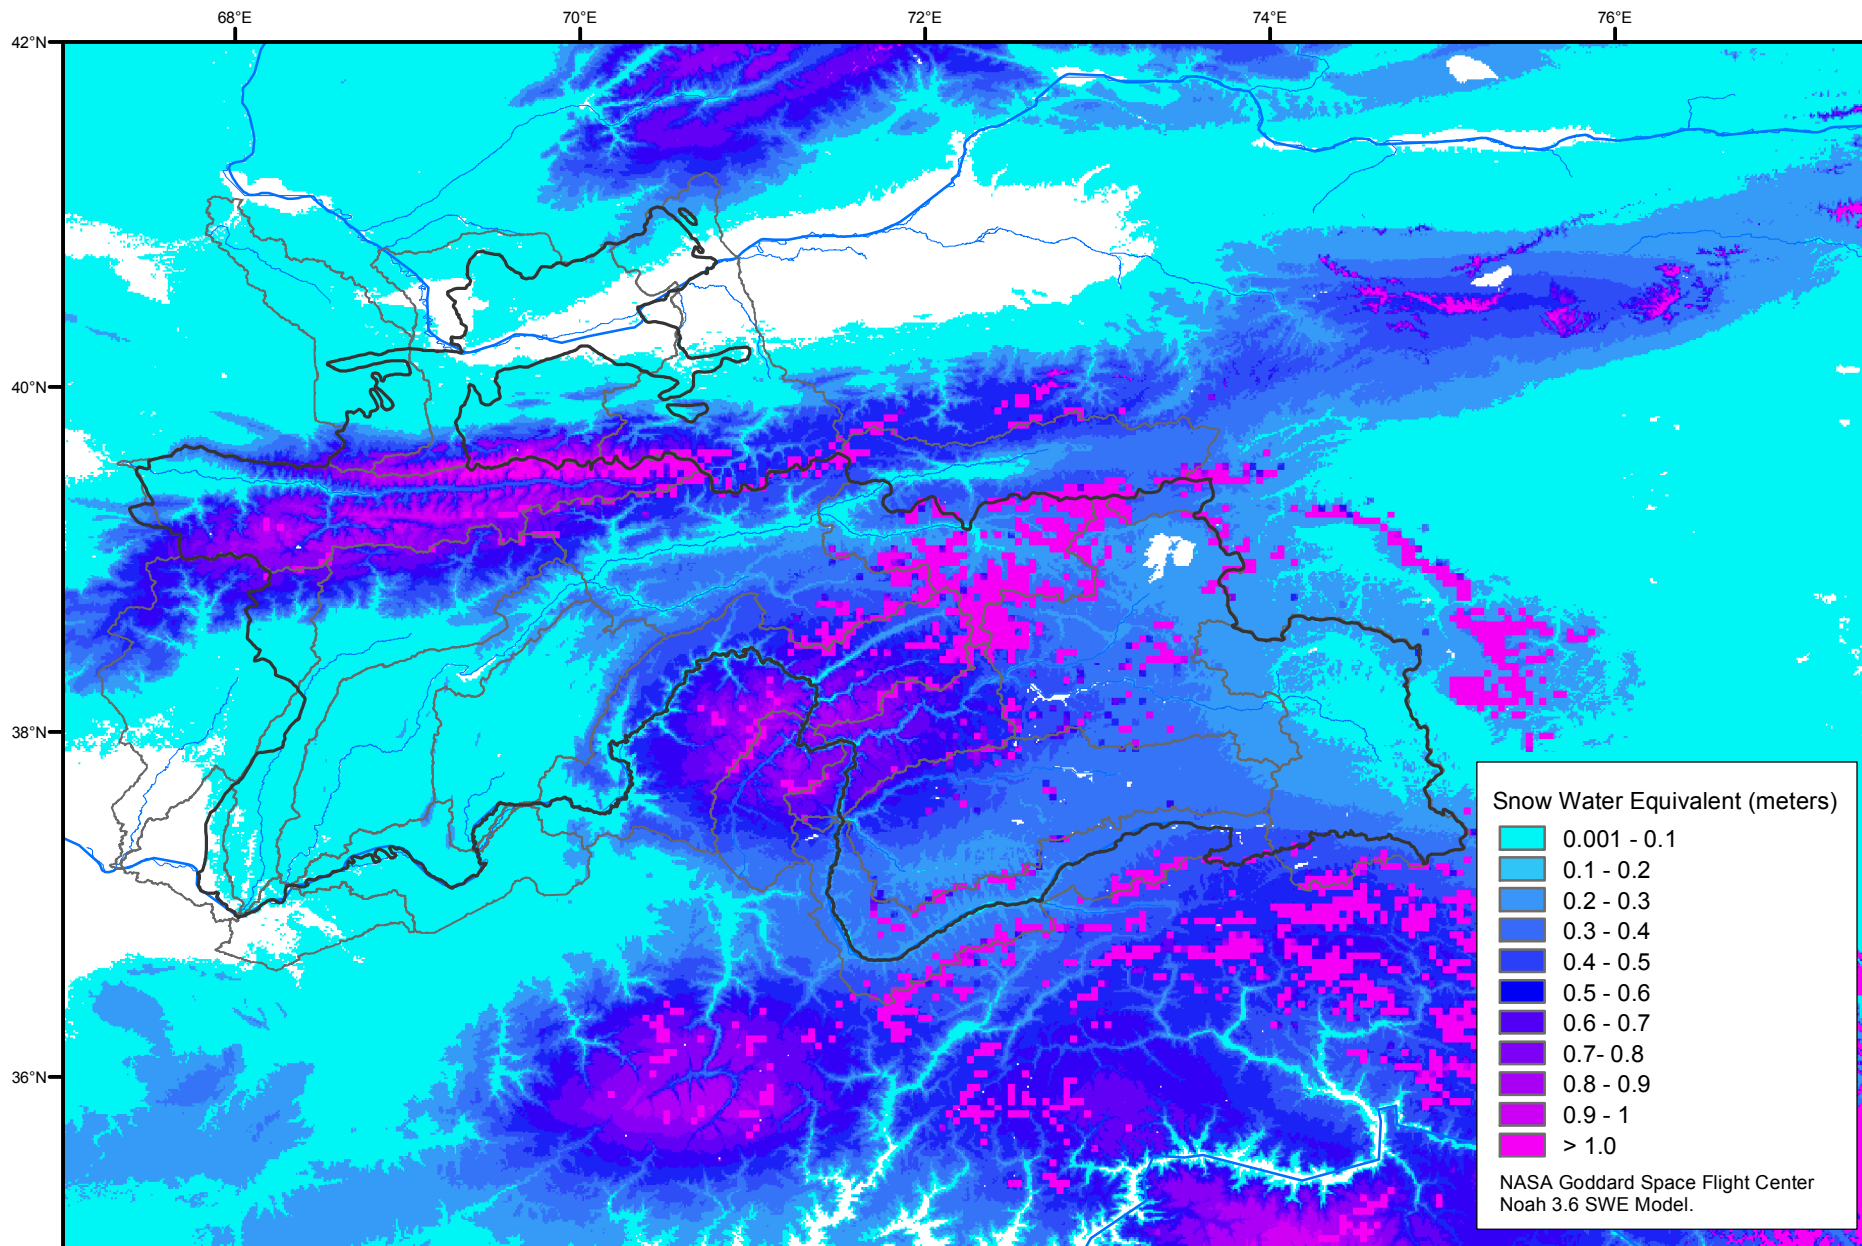 68°E
70°E
72°E
74°E
76°E
42°N
40°N
38°N
36°N
Snow Water Equivalent (meters)
0.001 - 0.1
0.1 - 0.2
0.2 - 0.3
0.3 - 0.4
0.4 - 0.5
0.5 - 0.6
0.6 - 0.7
0.7- 0.8
0.8 - 0.9
0.9 - 1
> 1.0
NASA Goddard Space Flight Center
Noah 3.6 SWE Model.